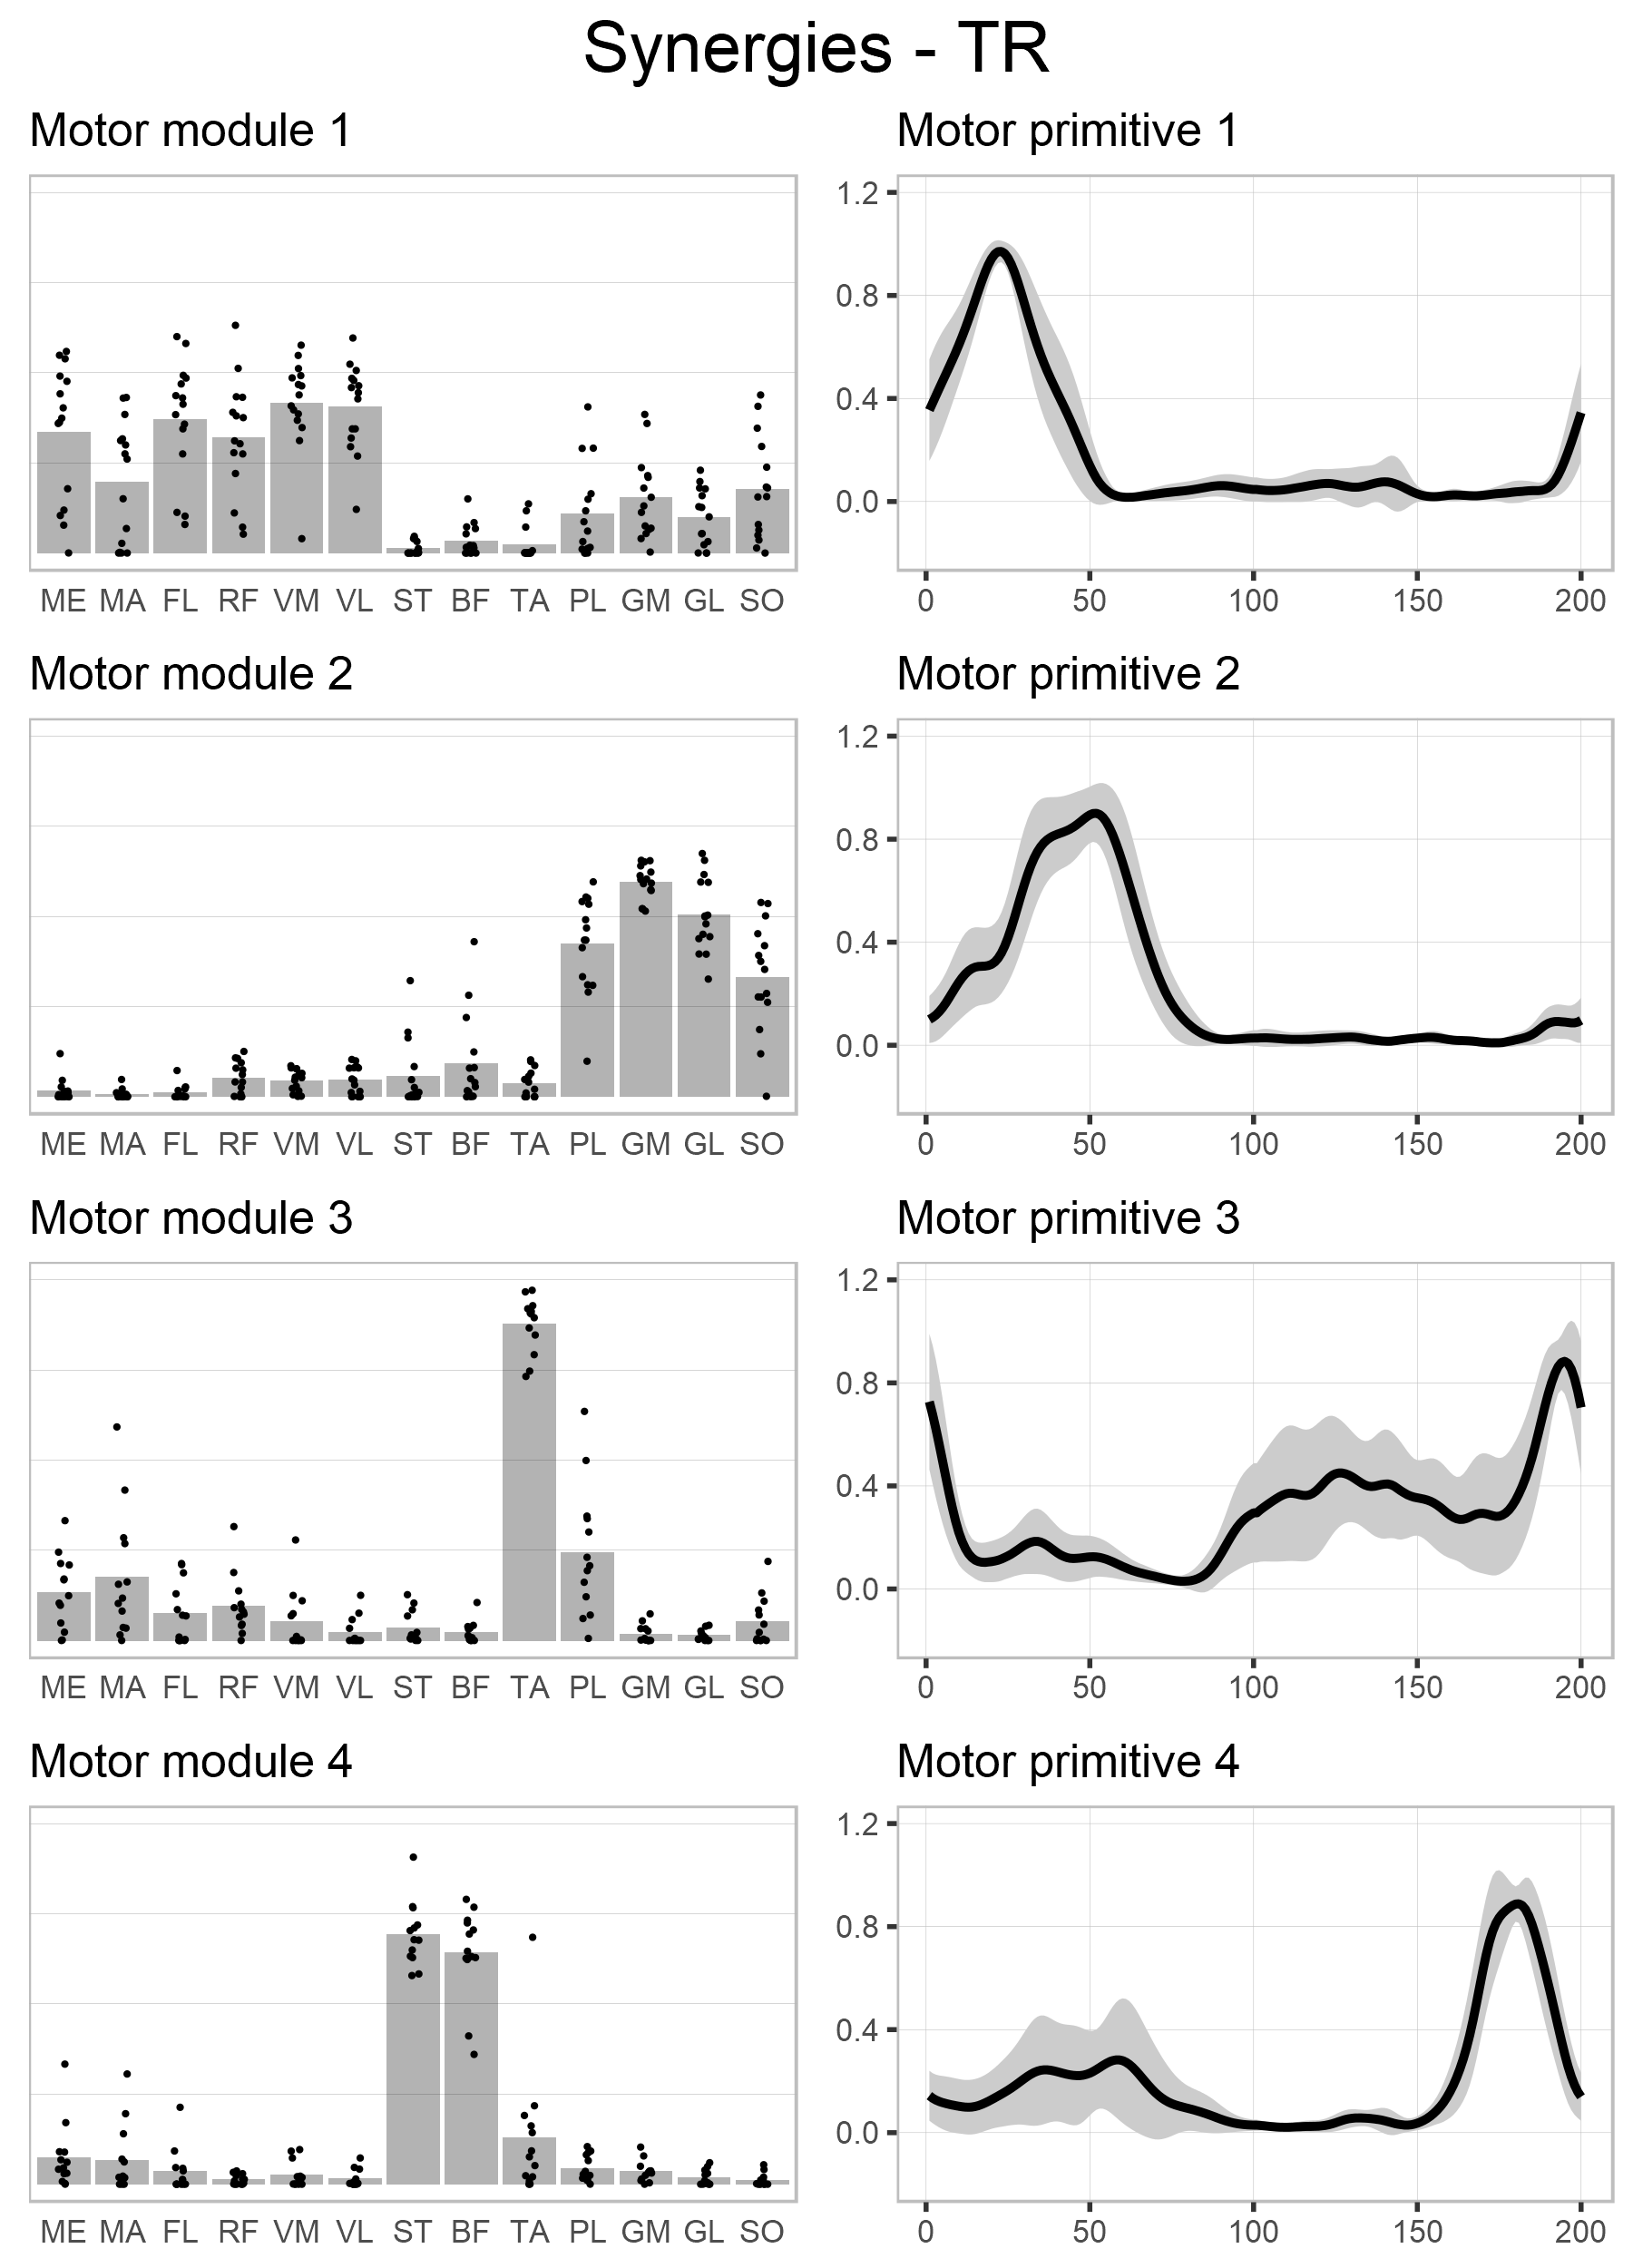 Synergies - TR
Motor module 1
Motor primitive 1
1.2
0.8
0.4
0.0
ME MA FL RF VM VL ST BF TA PL GM GL SO
0 50 100 150 200
Motor module 2
Motor primitive 2
1.2
0.8
0.4
0.0
ME MA FL RF VM VL ST BF TA PL GM GL SO
0 50 100 150 200
Motor module 3
Motor primitive 3
1.2
0.8
0.4
0.0
ME MA FL RF VM VL ST BF TA PL GM GL SO
0 50 100 150 200
Motor module 4
Motor primitive 4
1.2
0.8
0.4
0.0
ME MA FL RF VM VL ST BF TA PL GM GL SO
0 50 100 150 200